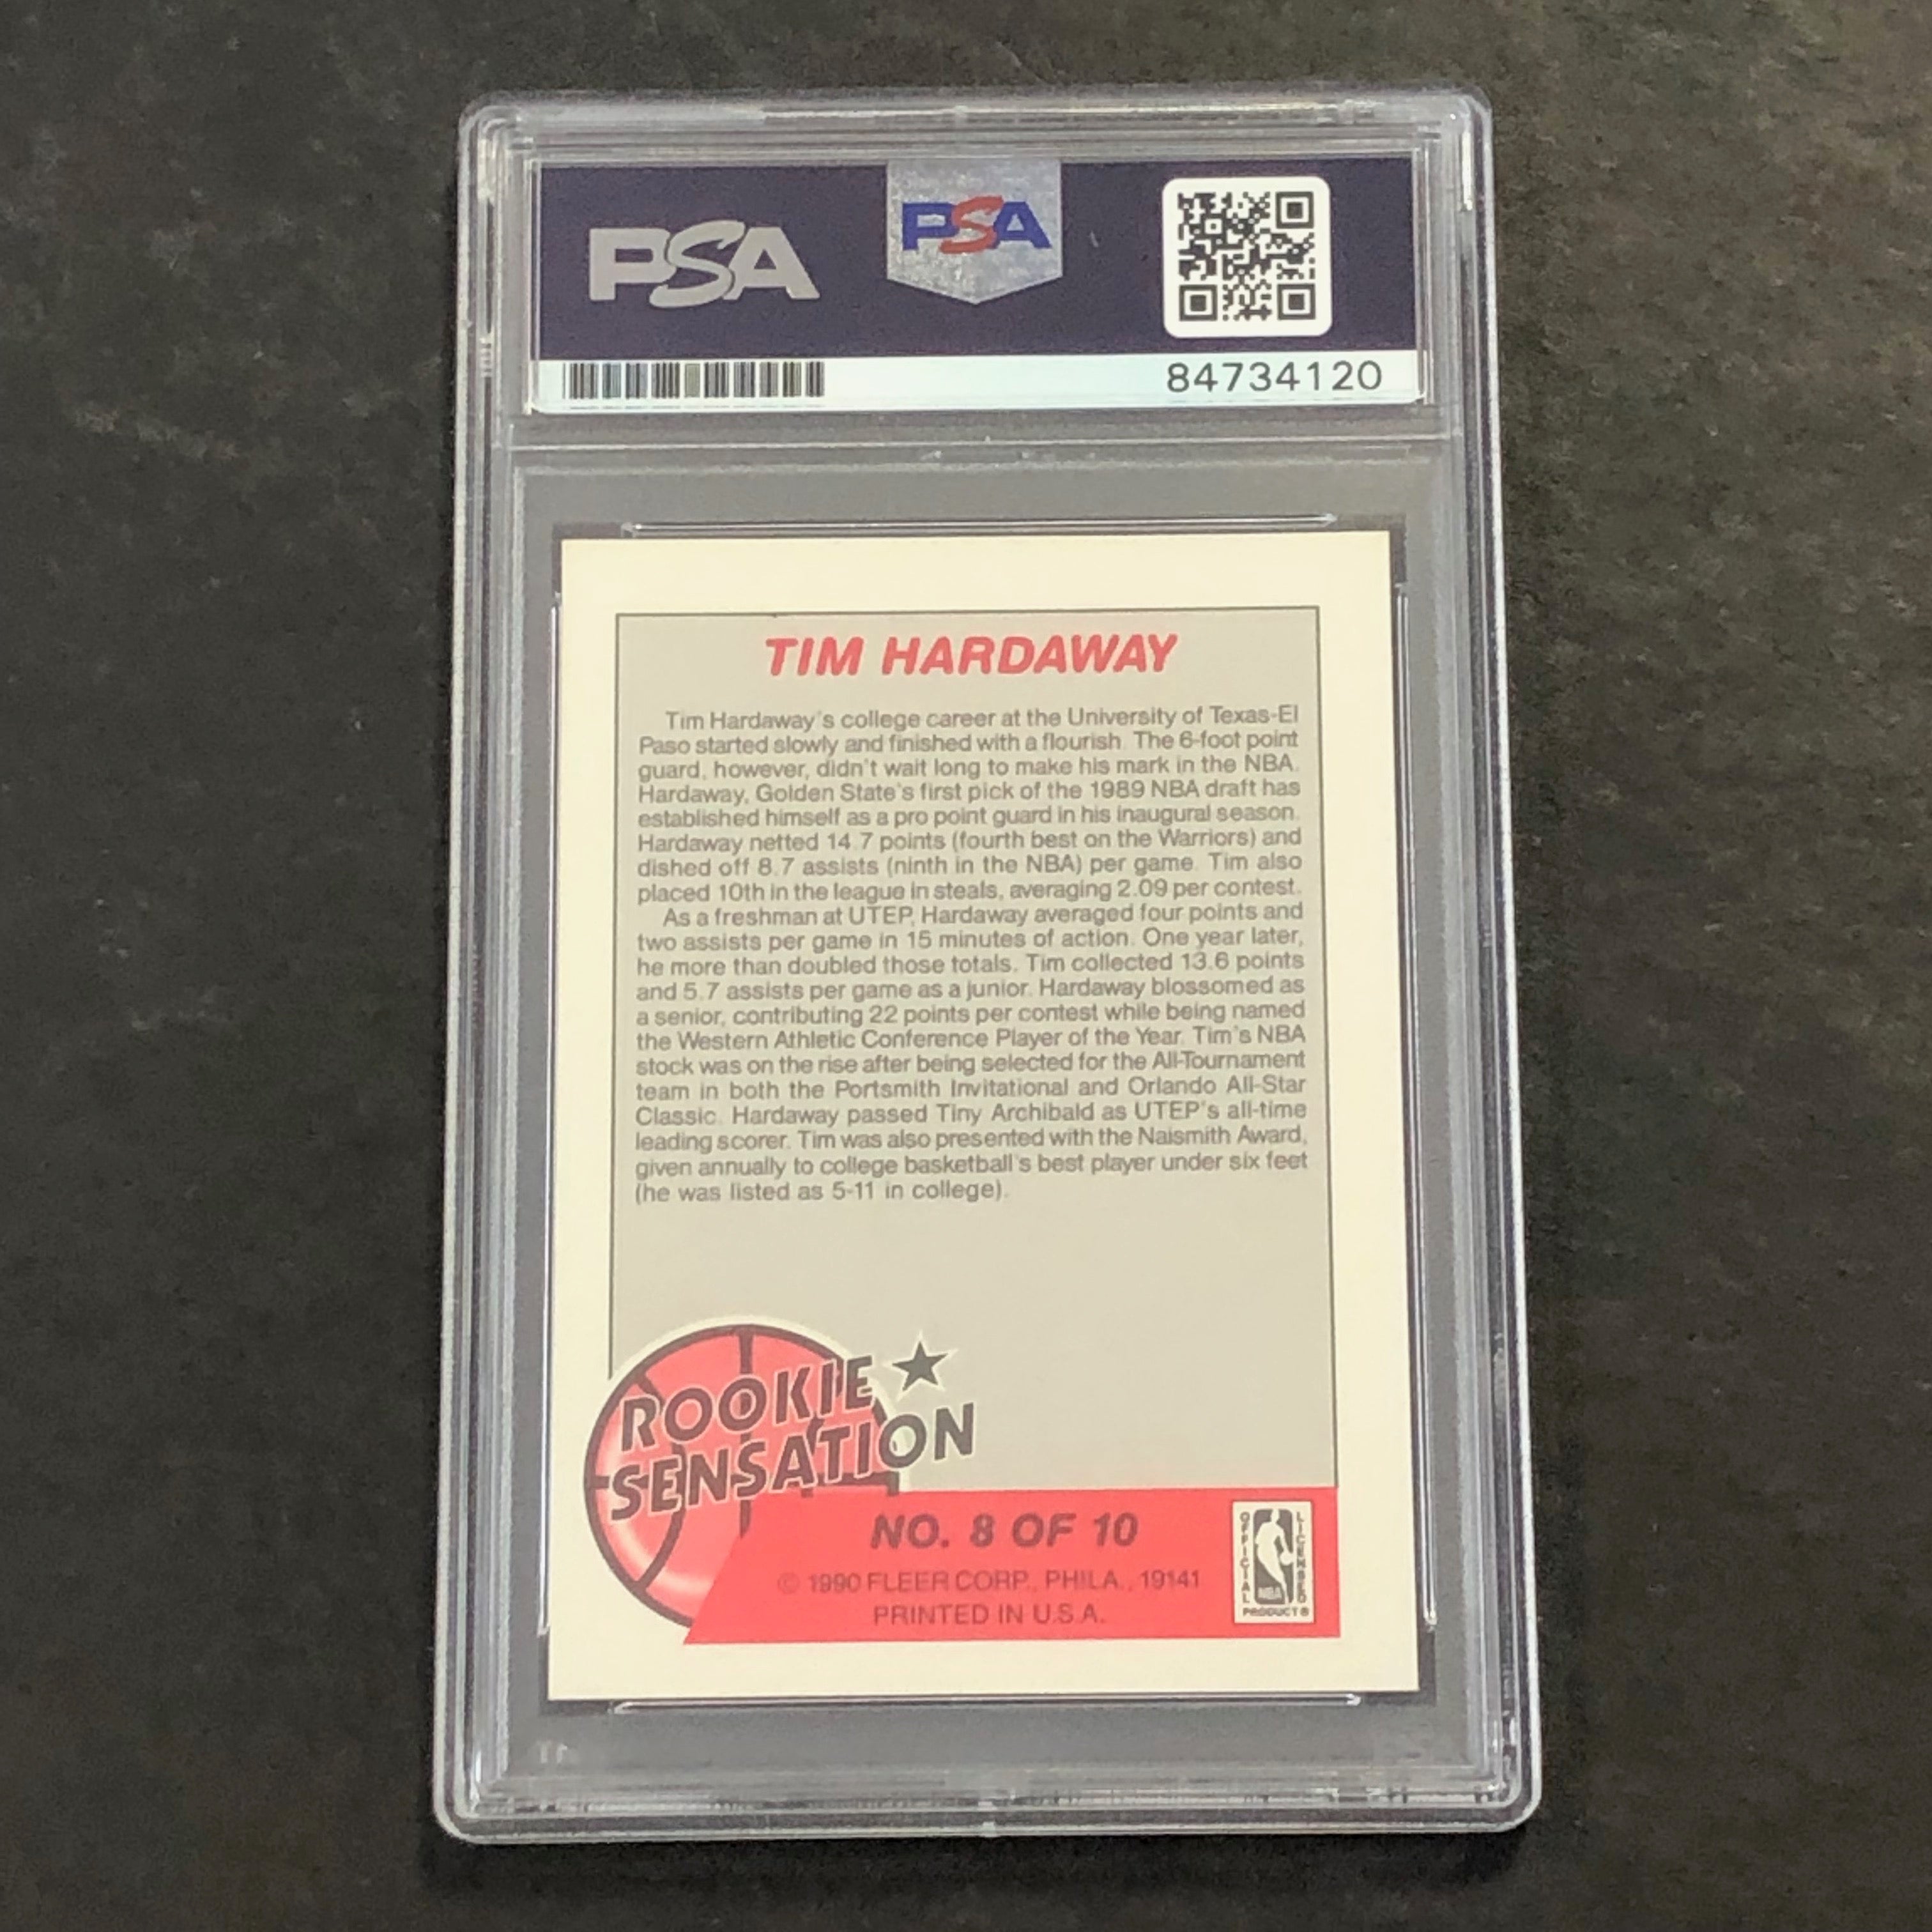 PSA
PSA
84734120
TIM HARDAWAY
Tim Hardaway's college career at the University of Texas-El
Paso started slowly and finished with a flourish. The 6-foot point
guard, however, didn't wait long to make his mark in the NBA.
Hardaway, Golden State's first pick of the 1989 NBA draft has
established himself as a pro point guard in his inaugural season.
Hardaway netted 14.7 points (fourth best on the Warriors) and
dished off 8.7 assists (ninth in the NBA) per game. Tim also
placed 10th in the league in steals, averaging 2.09 per contest.
As a freshman at UTEP, Hardaway averaged four points and
two assists per game in 15 minutes of action. One year later,
he more than doubled those totals. Tim collected 13.6 points
and 5.7 assists per game as a junior. Hardaway blossomed as
a senior, contributing 22 points per contest while being named
the Western Athletic Conference Player of the Year. Tim's NBA
stock was on the rise after being selected for the All-Tournament
team in both the Portsmith Invitational and Orlando All-Star
Classic. Hardaway passed Tiny Archibald as UTEP's all-time
leading scorer. Tim was also presented with the Naismith Award,
given annually to college basketball's best player under six feet
(he was listed as 5-11 in college).
ROOKIE
SENSATION
NO. 8 OF 10
© 1990 FLEER CORP., PHILA., 19141
PRINTED IN U.S.A.
OFFICIAL
LICENSED
NBA
PRODUCT®